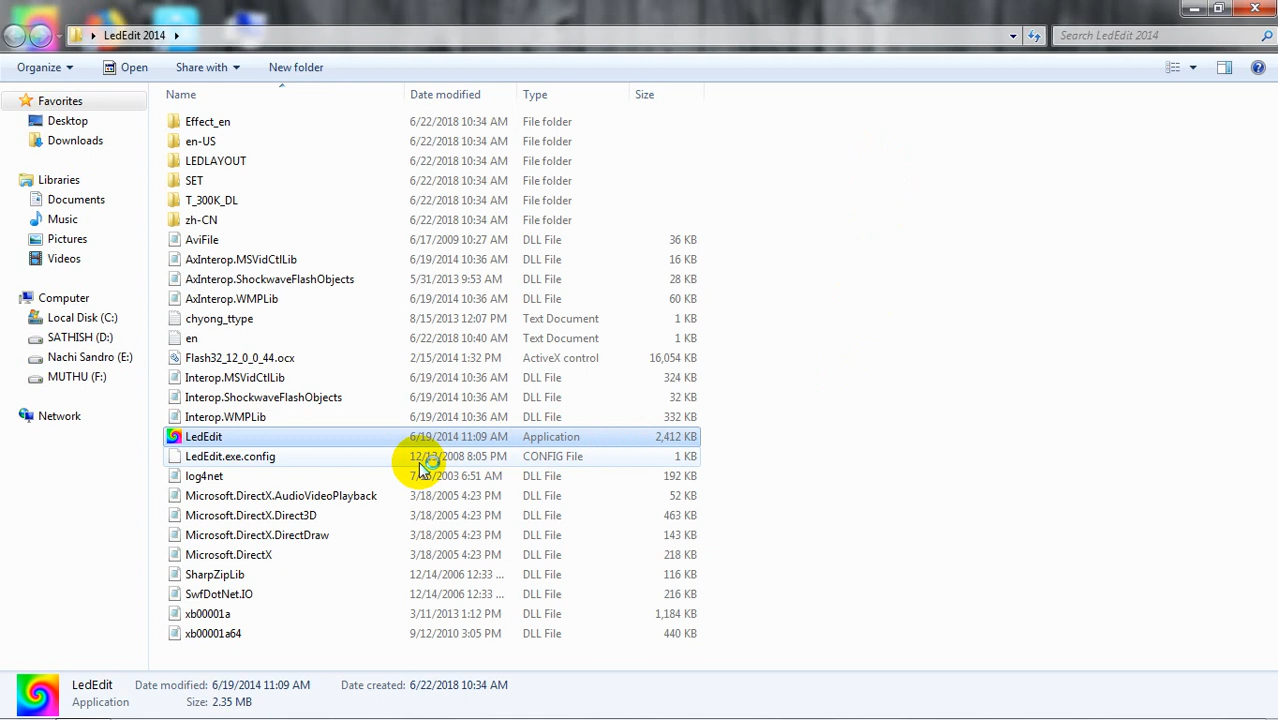 LedEdit 2014
Search LedEdit 2014
Organize Open Share with New folder
Name Date modified Type Size
Favorites
Desktop
Downloads
Libraries
Documents
Music
Pictures
Videos
Computer
Local Disk (C:)
SATHISH (D:)
Nachi Sandro (E:)
MUTHU (F:)
Network
Effect_en 6/22/2018 10:34 AM File folder
en-US 6/22/2018 10:34 AM File folder
LEDLAYOUT 6/22/2018 10:34 AM File folder
SET 6/22/2018 10:34 AM File folder
T_300K_DL 6/22/2018 10:34 AM File folder
zh-CN 6/22/2018 10:34 AM File folder
AviFile 6/17/2009 10:27 AM DLL File 36 KB
AxInterop.MSVidCtlLib 6/19/2014 10:36 AM DLL File 16 KB
AxInterop.ShockwaveFlashObjects 5/31/2013 9:53 AM DLL File 28 KB
AxInterop.WMPLib 6/19/2014 10:36 AM DLL File 60 KB
chyong_ttype 8/15/2013 12:07 PM Text Document 1 KB
en 6/22/2018 10:40 AM Text Document 1 KB
Flash32_12_0_0_44.ocx 2/15/2014 1:32 PM ActiveX control 16,054 KB
Interop.MSVidCtlLib 6/19/2014 10:36 AM DLL File 324 KB
Interop.ShockwaveFlashObjects 6/19/2014 10:36 AM DLL File 32 KB
Interop.WMPLib 6/19/2014 10:36 AM DLL File 332 KB
LedEdit 6/19/2014 11:09 AM Application 2,412 KB
LedEdit.exe.config 8:05 PM CONFIG File 1 KB
log4net 6:51 AM DLL File 192 KB
Microsoft.DirectX.AudioVideoPlayback 3/18/2005 4:23 PM DLL File 52 KB
Microsoft.DirectX.Direct3D 3/18/2005 4:23 PM DLL File 463 KB
Microsoft.DirectX.DirectDraw 3/18/2005 4:23 PM DLL File 143 KB
Microsoft.DirectX 3/18/2005 4:23 PM DLL File 218 KB
SharpZipLib 12/14/2006 12:33 ... DLL File 116 KB
SwfDotNet.IO 12/14/2006 12:33 ... DLL File 216 KB
xb00001a 3/11/2013 1:12 PM DLL File 1,184 KB
xb00001a64 9/12/2010 3:05 PM DLL File 440 KB
LedEdit Date modified: 6/19/2014 11:09 AM Date created: 6/22/2018 10:34 AM
Application Size: 2.35 MB